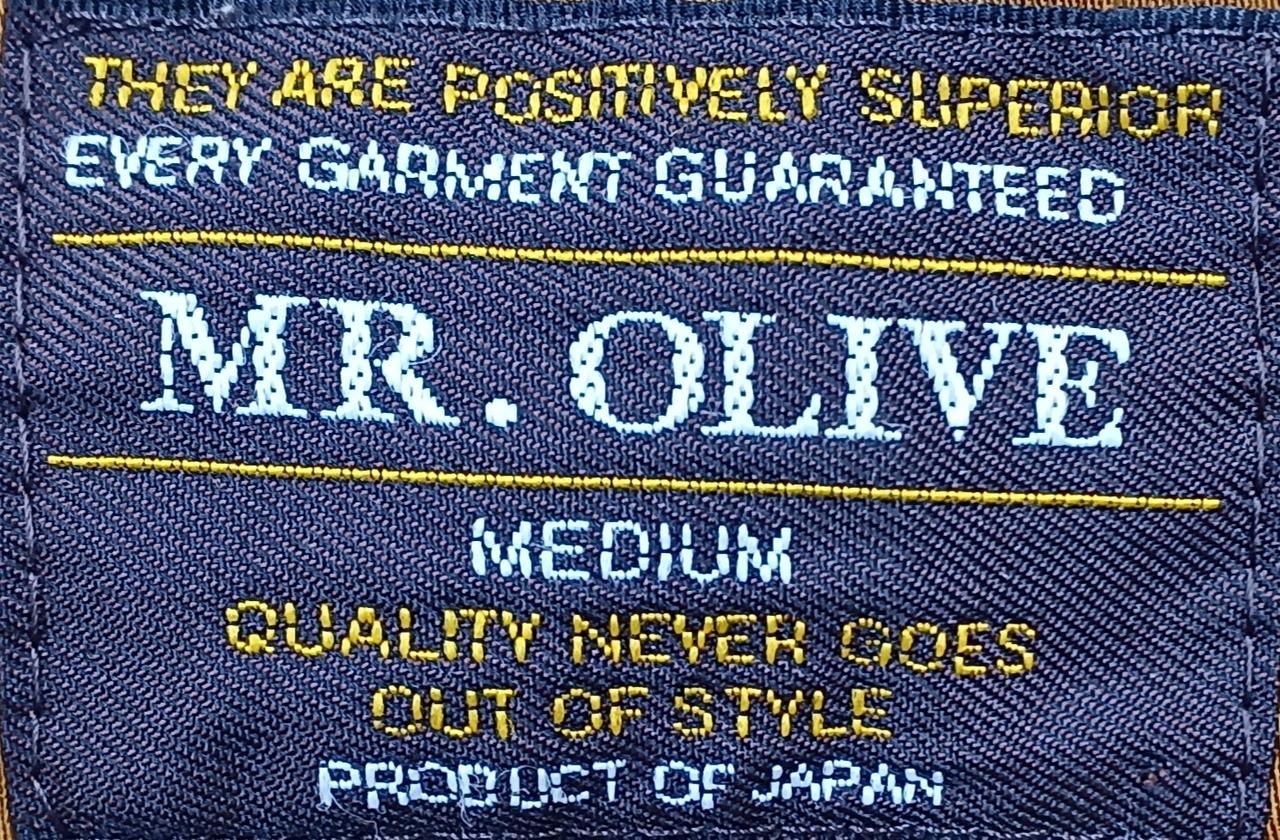 THEY ARE POSITIVELY SUPERIOR
EVERY GARMENT GUARANTEED
MR. OLIVE
MEDIUM
QUALITY NEVER GOES
OUT OF STYLE
PRODUCT OF JAPAN